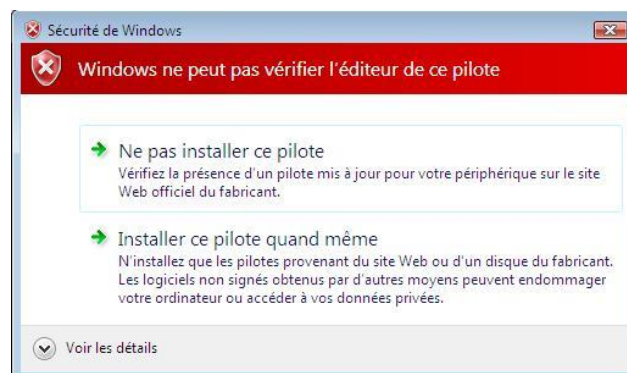 Sécurité de Windows
Windows ne peut pas vérifier l'éditeur de ce pilote
Ne pas installer ce pilote
Vérifiez la présence d'un pilote mis à jour pour votre périphérique sur le site
Web officiel du fabricant.
Installer ce pilote quand même
N'installez que les pilotes provenant du site Web ou d'un disque du fabricant.
Les logiciels non signés obtenus par d'autres moyens peuvent endommager
votre ordinateur ou accéder à vos données privées.
Voir les détails